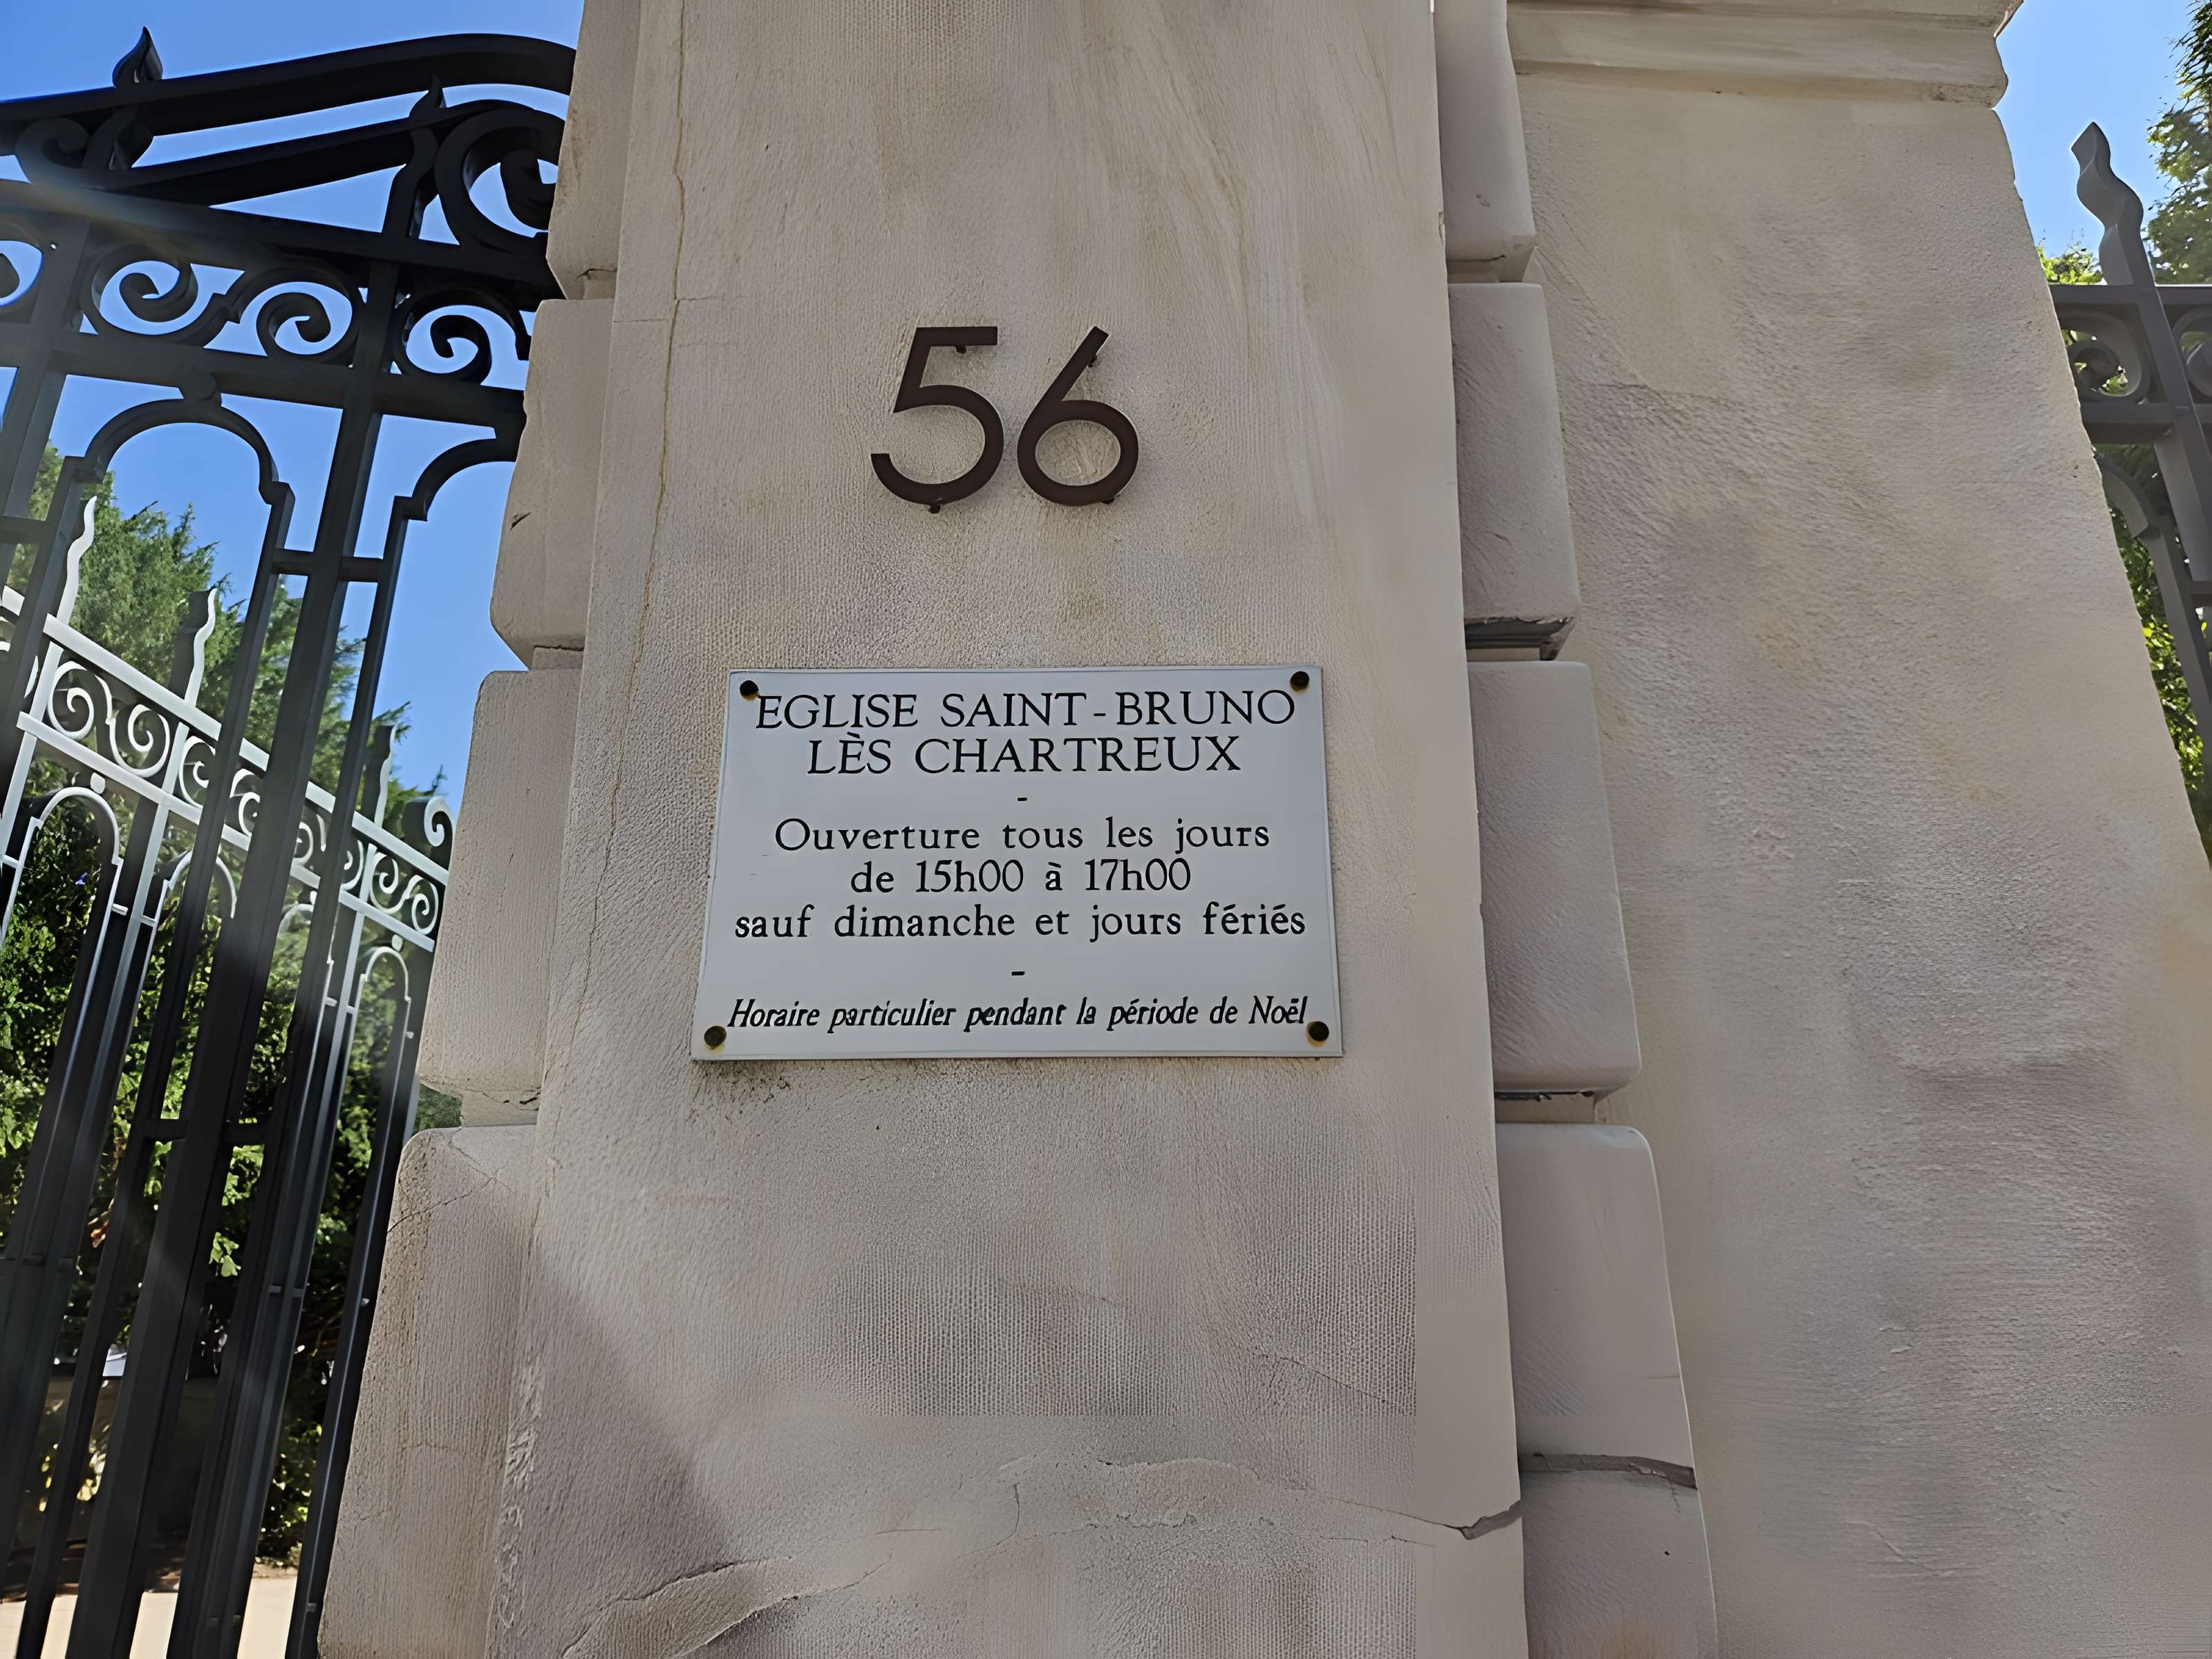 56
EGLISE SAINT-BRUNO
LÈS CHARTREUX
-
Ouverture tous les jours
de 15h00 à 17h00
sauf dimanche et jours fériés
-
Horaire particulier pendant la période de Noël